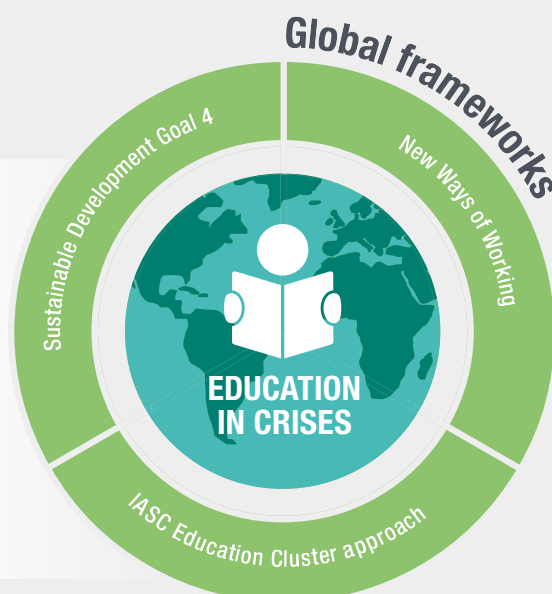 Global frameworks
Sustainable Development Goal 4
New Ways of Working
EDUCATION
IN CRISES
IASC Education Cluster approach